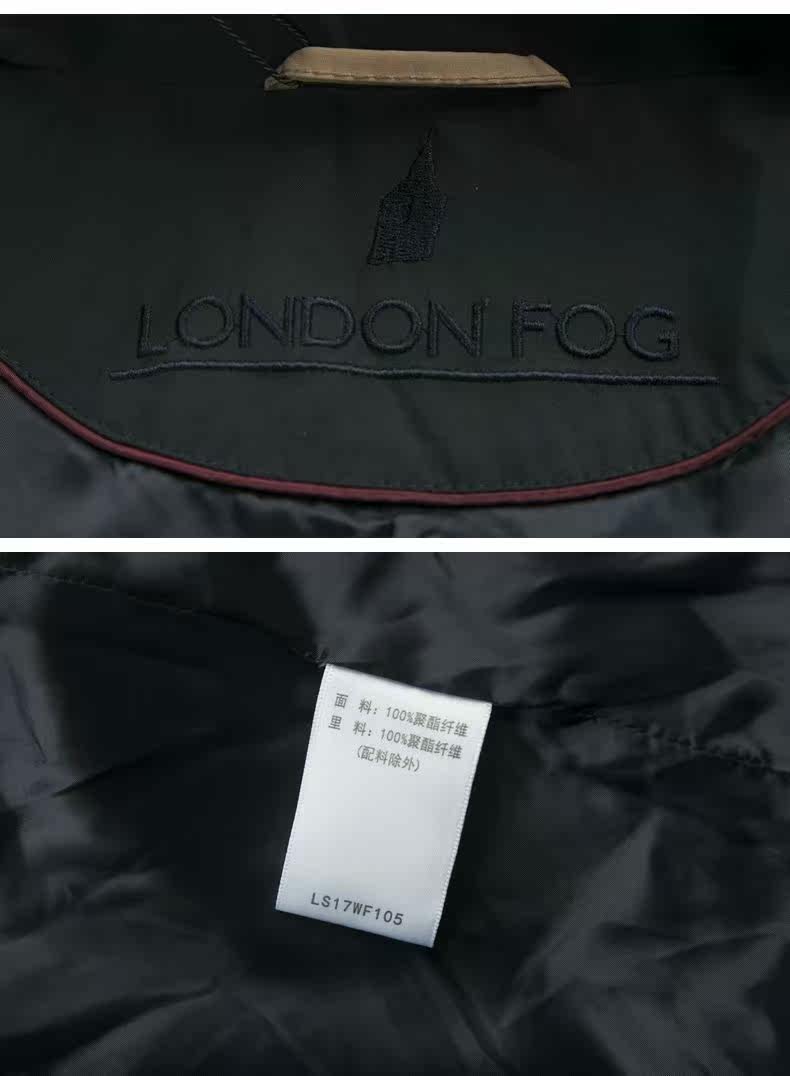 LONDON FOG
面 料：100%聚酯纤维
里 料：100%聚酯纤维
(配料除外)
LS17WF105